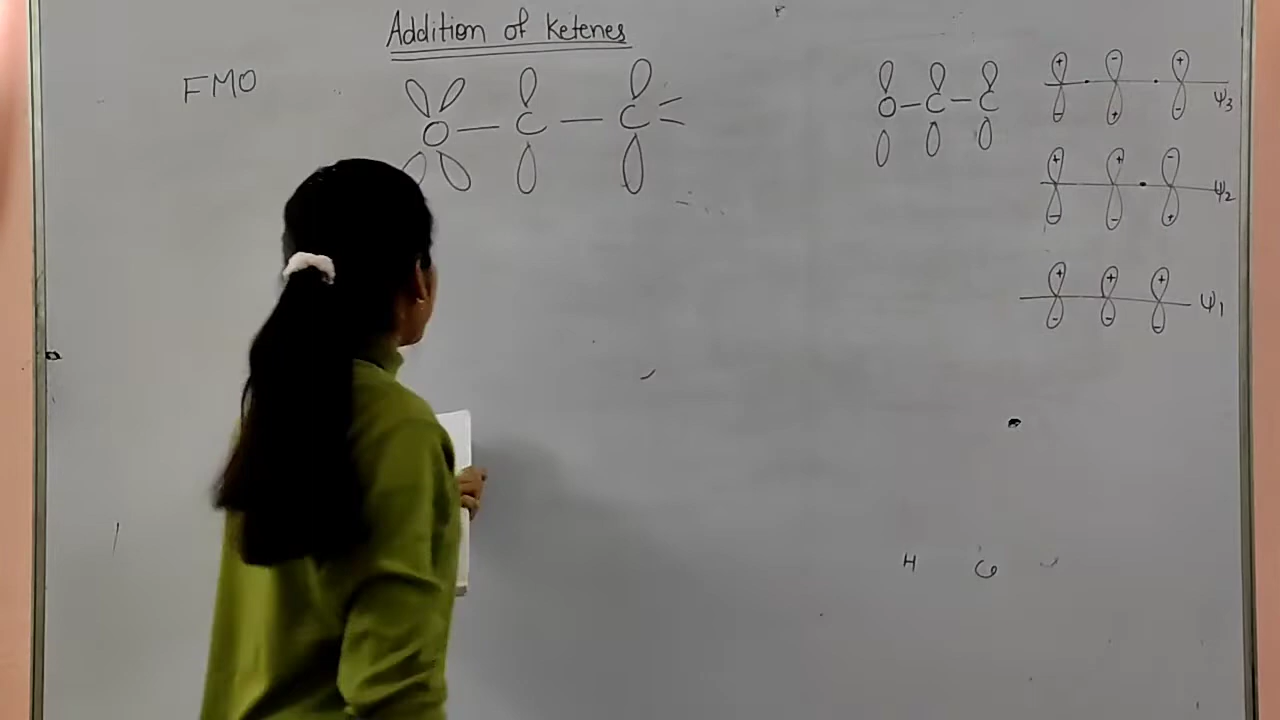 Addition of Ketenes
FMO
O — C — C
O — C — C
+ - +
- + -
ψ3
+ + -
- - +
ψ2
+ + +
- - -
ψ1
H